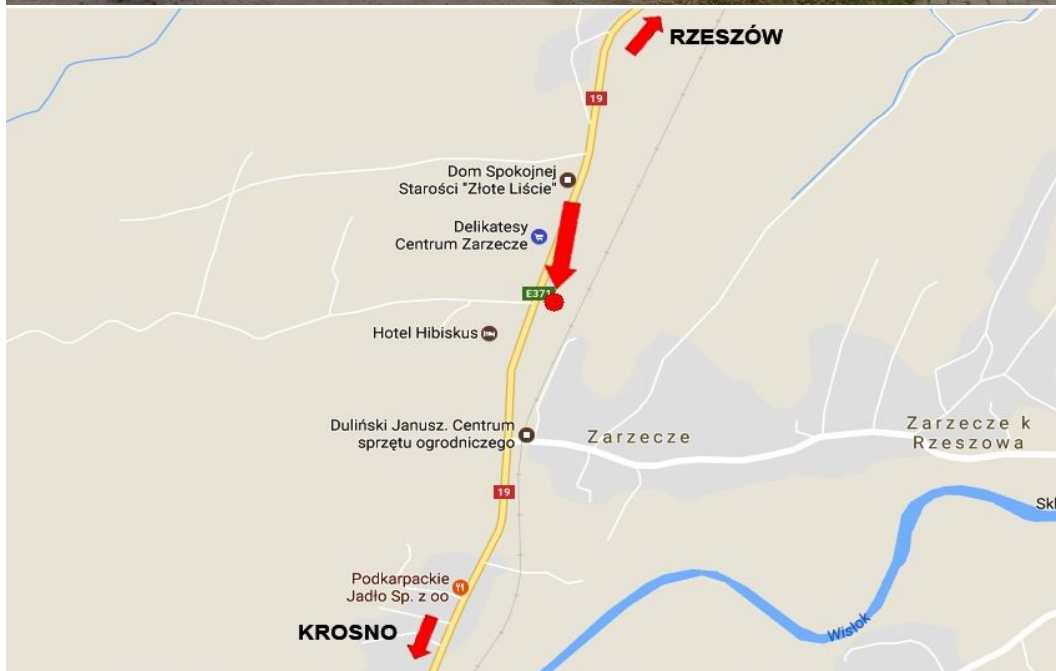 RZESZÓW
19
Dom Spokojnej
Starości "Złote Liście"
Delikatesy
Centrum Zarzecze
E371
Hotel Hibiskus
Duliński Janusz. Centrum
sprzętu ogrodniczego
Zarzecze
Zarzecze k
Rzeszowa
19
Skl
Podkarpackie
Jadło Sp. z oo
KROSNO
Wisłok